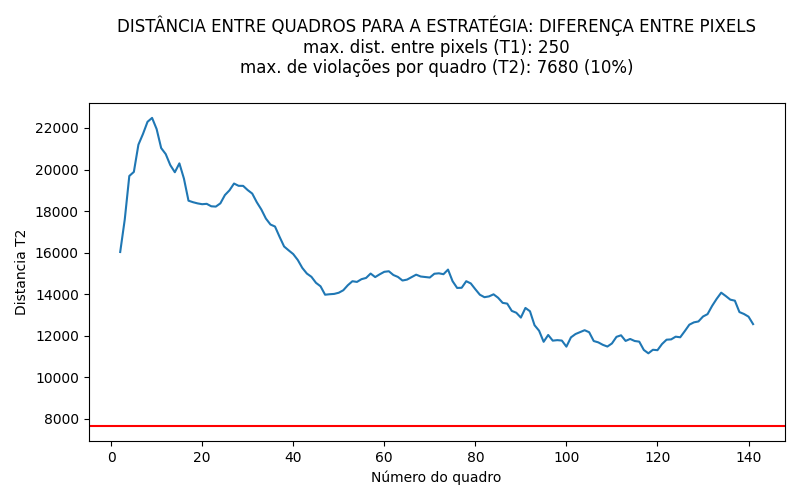 DISTÂNCIA ENTRE QUADROS PARA A ESTRATÉGIA: DIFERENÇA ENTRE PIXELS
max. dist. entre pixels (T1): 250
max. de violações por quadro (T2): 7680 (10%)
Distancia T2
22000
20000
18000
16000
14000
12000
10000
8000
0 20 40 60 80 100 120 140
Número do quadro